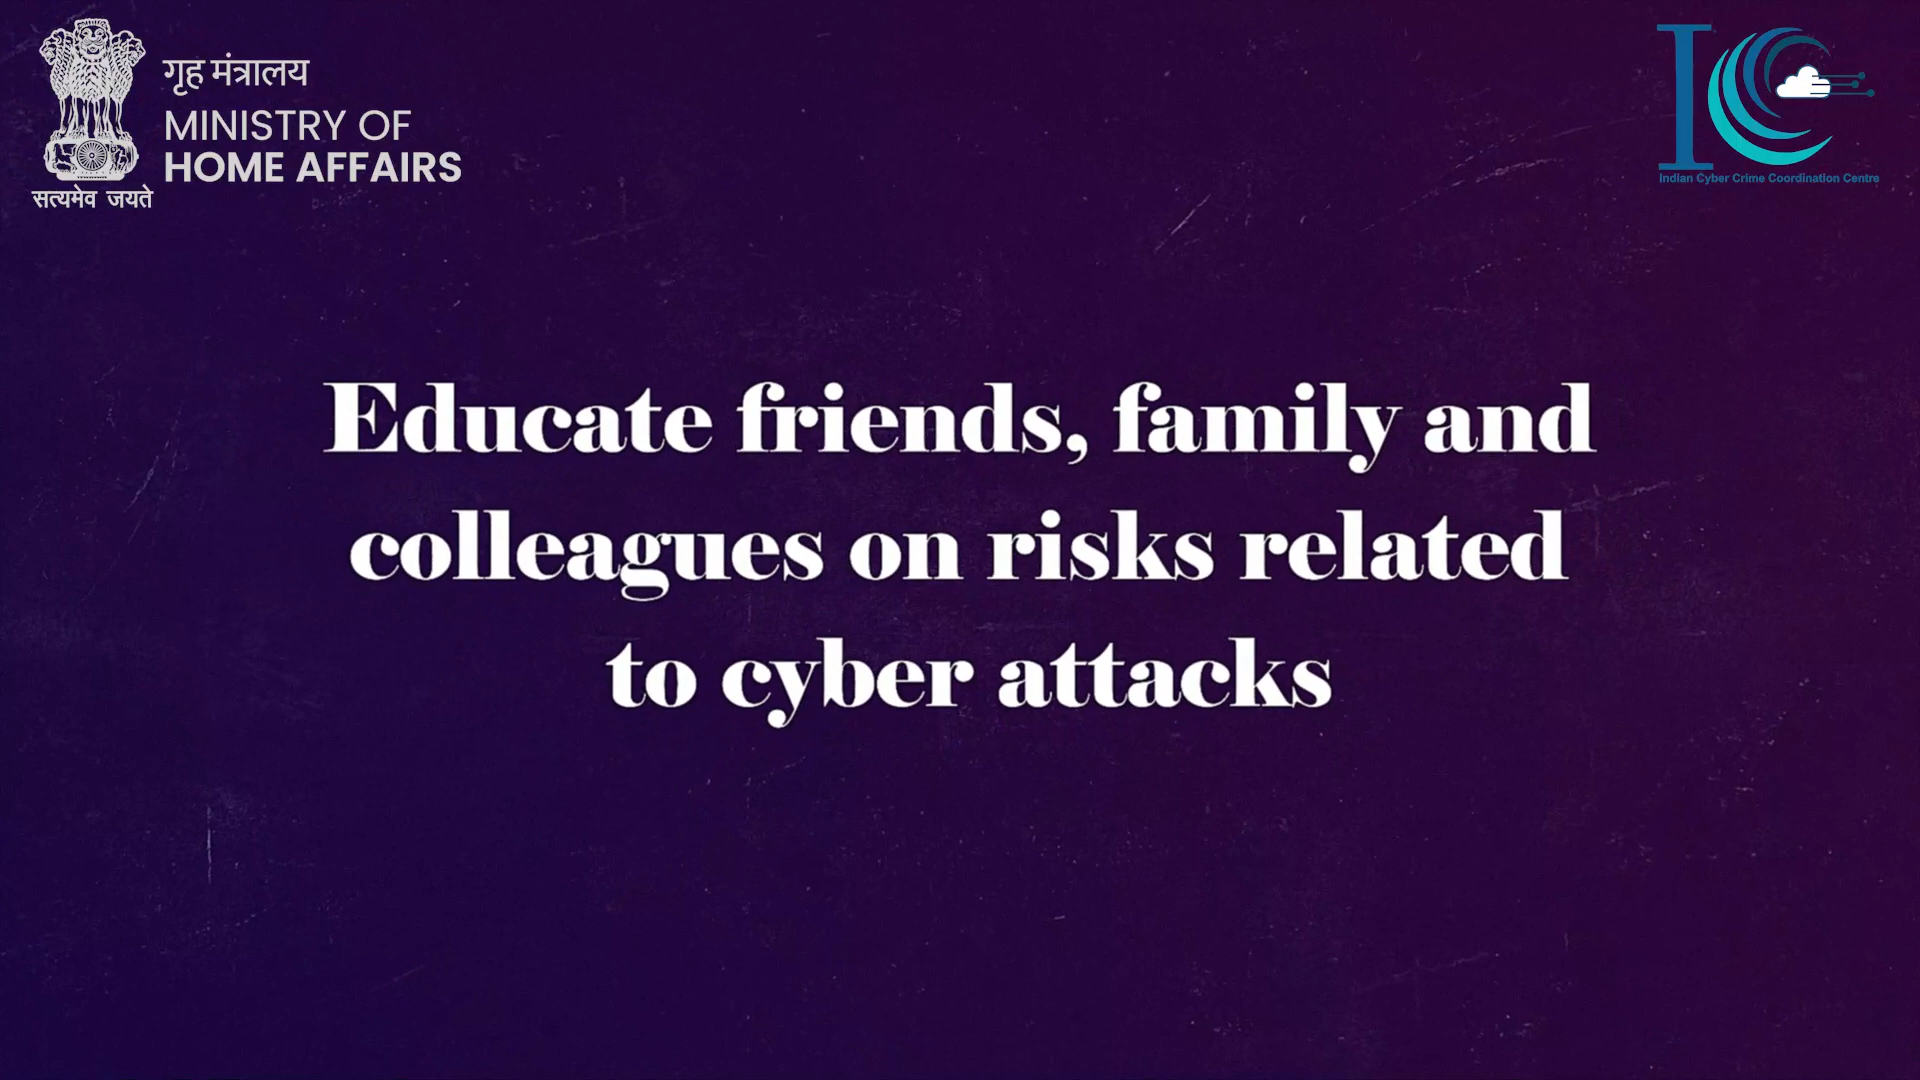 गृह मंत्रालय
MINISTRY OF
HOME AFFAIRS
सत्यमेव जयते
Indian Cyber Crime Coordination Centre
Educate friends, family and
colleagues on risks related
to cyber attacks